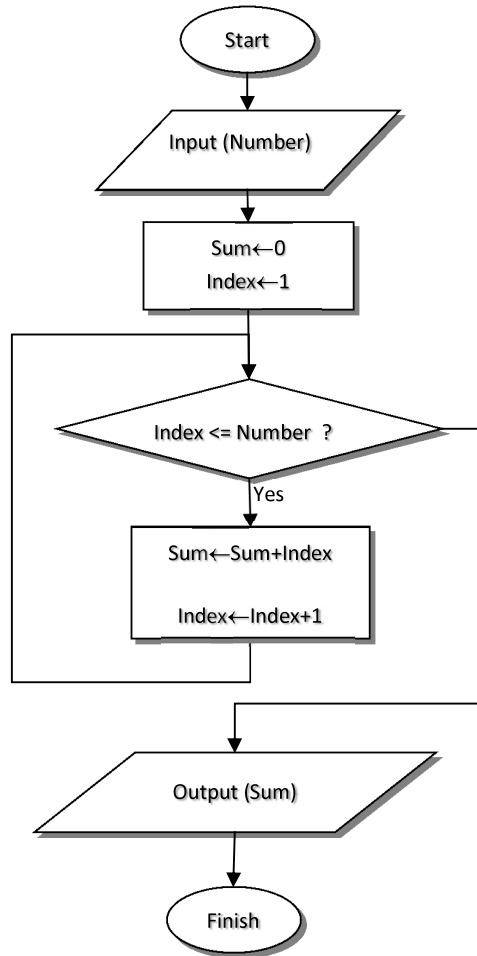 Start
Input (Number)
Sum←0
Index←1
Index <= Number ?
Yes
Sum←Sum+Index
Index←Index+1
Output (Sum)
Finish